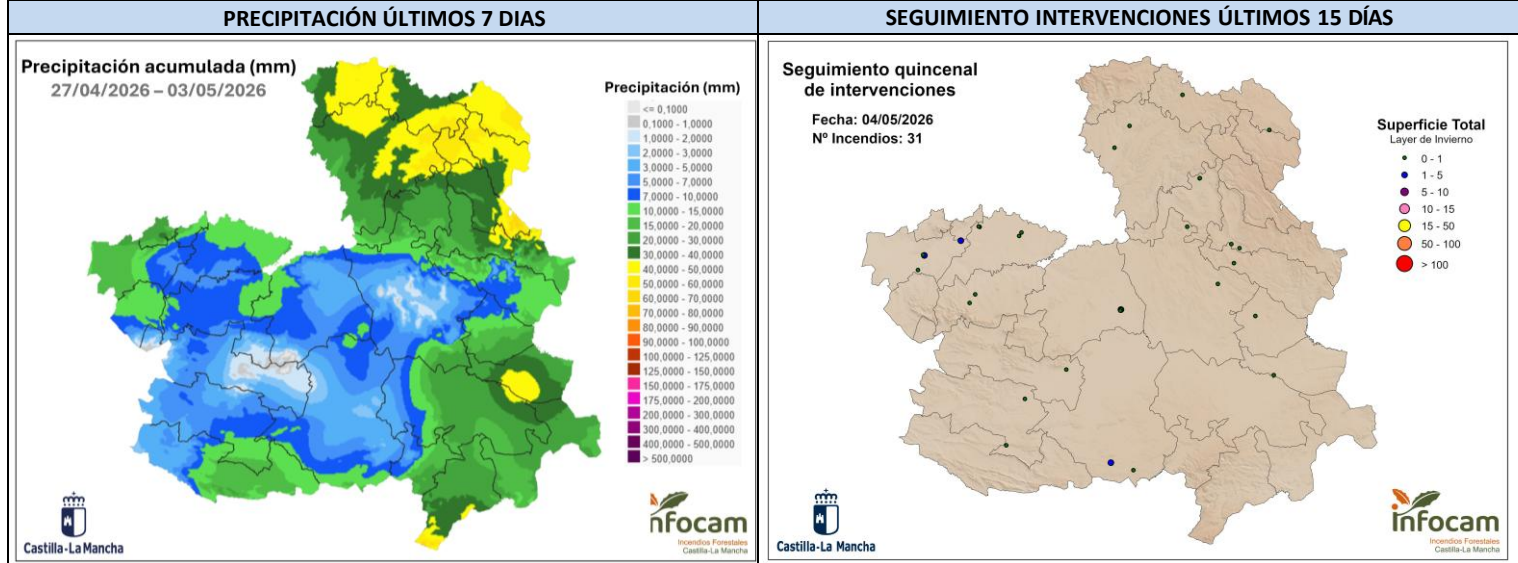 PRECIPITACIÓN ÚLTIMOS 7 DIAS
Precipitación acumulada (mm)
27/04/2026 – 03/05/2026
Precipitación (mm)
<= 0,1000
0,1000 - 1,0000
1,0000 - 2,0000
2,0000 - 3,0000
3,0000 - 5,0000
5,0000 - 7,0000
7,0000 - 10,0000
10,0000 - 15,0000
15,0000 - 20,0000
20,0000 - 30,0000
30,0000 - 40,0000
40,0000 - 50,0000
50,0000 - 60,0000
60,0000 - 70,0000
70,0000 - 80,0000
80,0000 - 90,0000
90,0000 - 100,0000
100,0000 - 125,0000
125,0000 - 150,0000
150,0000 - 175,0000
175,0000 - 200,0000
200,0000 - 300,0000
300,0000 - 400,0000
400,0000 - 500,0000
> 500,0000
Castilla-La Mancha
infocam
Incendios Forestales
Castilla-La Mancha
SEGUIMIENTO INTERVENCIONES ÚLTIMOS 15 DÍAS
Seguimiento quincenal
de intervenciones
Fecha: 04/05/2026
Nº Incendios: 31
Superficie Total
Layer de Invierno
0 - 1
1 - 5
5 - 10
10 - 15
15 - 50
50 - 100
> 100
Castilla-La Mancha
infocam
Incendios Forestales
Castilla-La Mancha